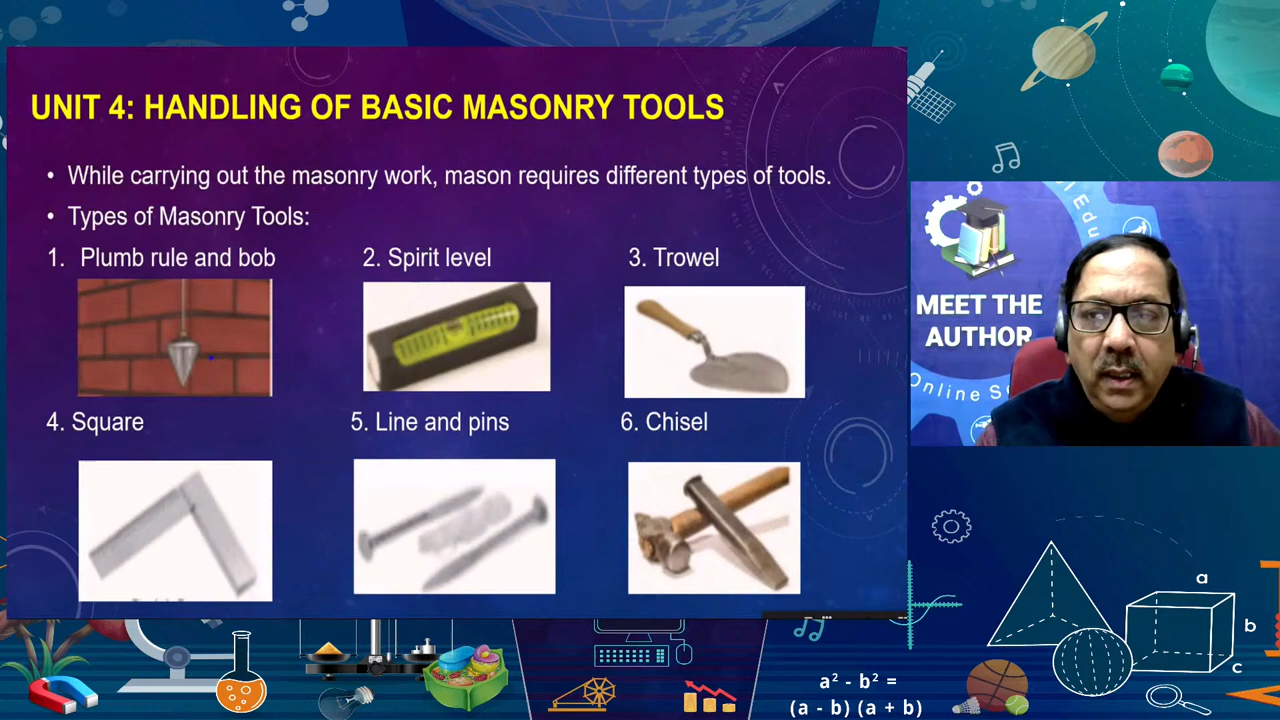 UNIT 4: HANDLING OF BASIC MASONRY TOOLS
• While carrying out the masonry work, mason requires different types of tools.
• Types of Masonry Tools:
1. Plumb rule and bob
2. Spirit level
3. Trowel
4. Square
5. Line and pins
6. Chisel
MEET THE
AUTHOR
Online
a
b
c
a² - b² =
(a - b) (a + b)